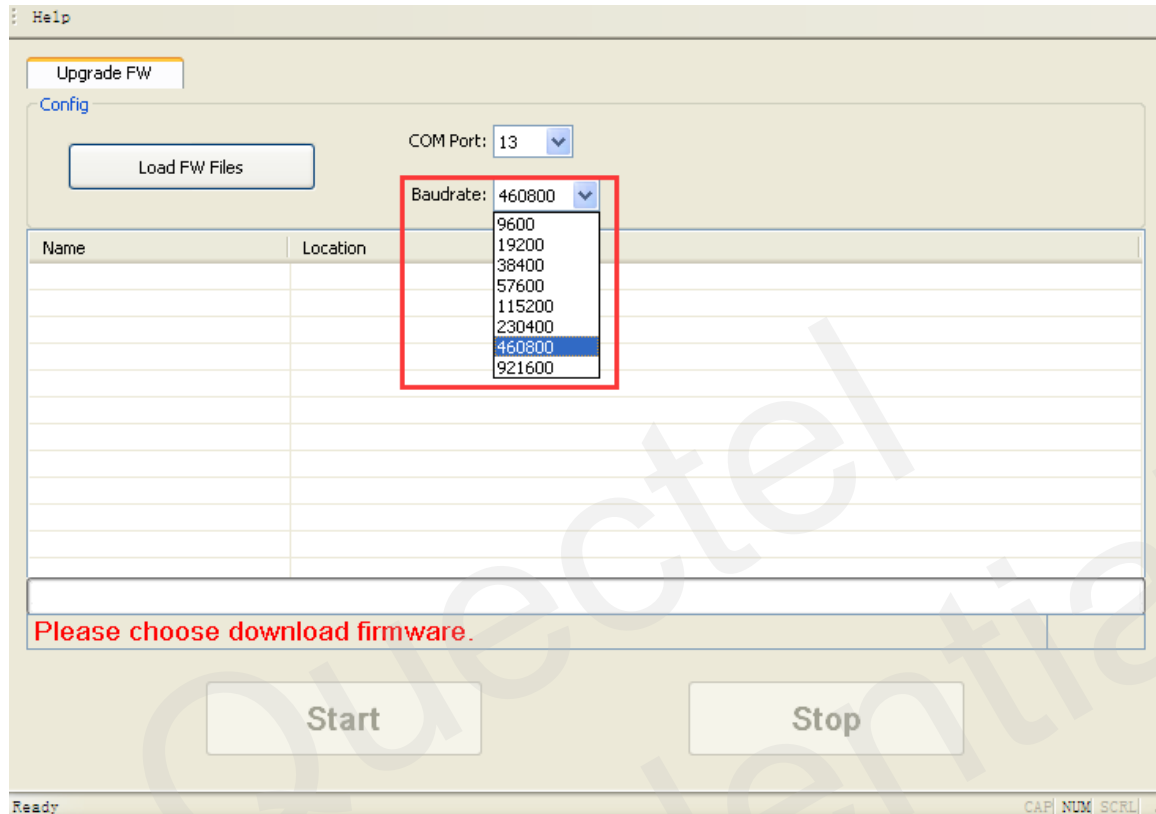 Help
Upgrade FW
Config
COM Port: 13
Load FW Files
Baudrate: 460800
9600
19200
38400
57600
115200
230400
460800
921600
Name Location
Please choose download firmware.
Start Stop
Ready CAP NUM SCRL
Quectel